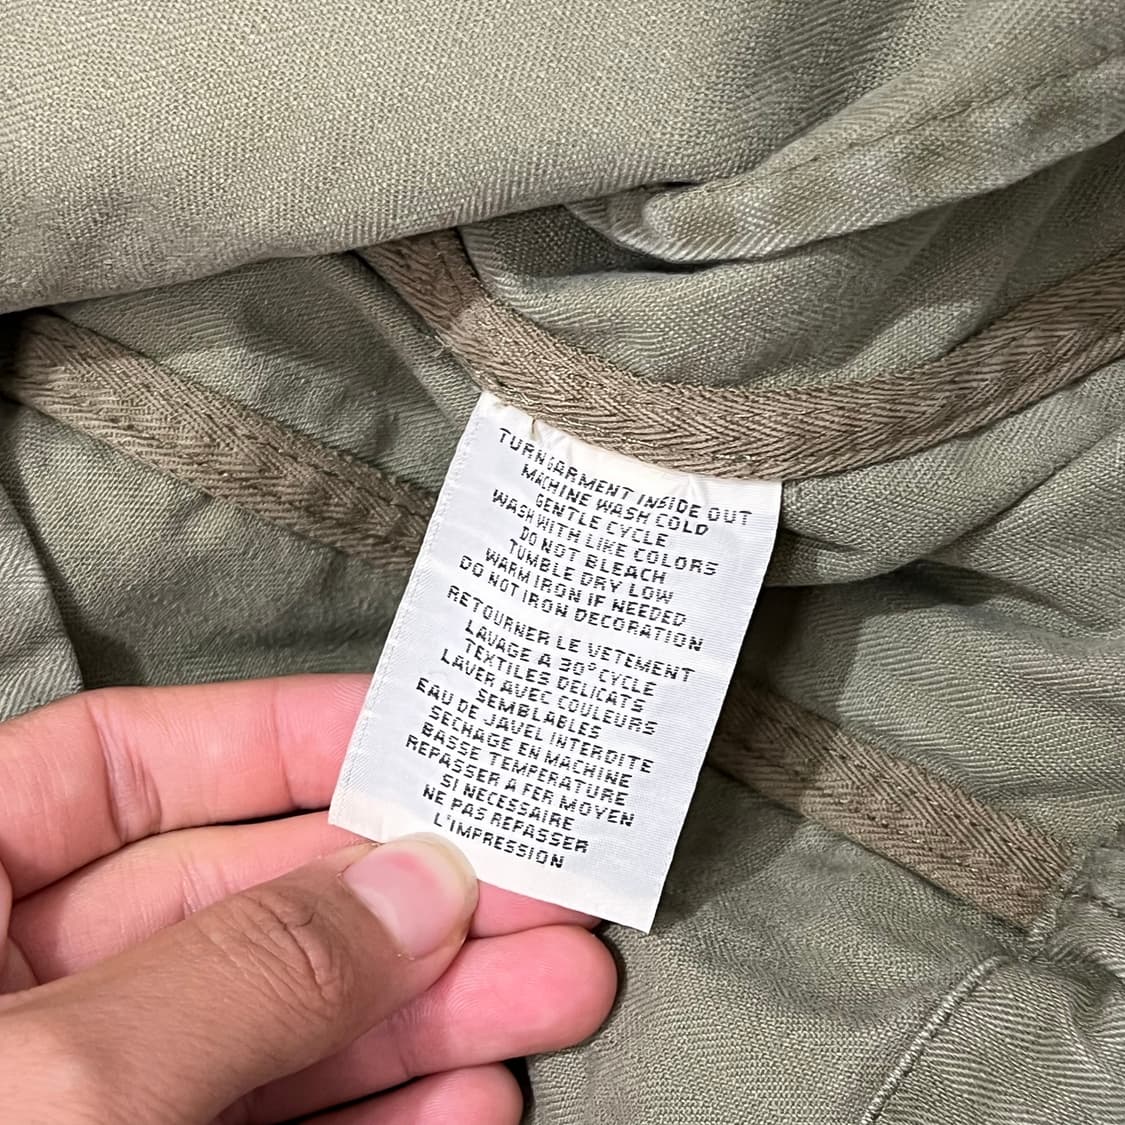 TURN GARMENT INSIDE OUT
MACHINE WASH COLD
GENTLE CYCLE
WASH WITH LIKE COLORS
DO NOT BLEACH
TUMBLE DRY LOW
WARM IRON IF NEEDED
DO NOT IRON DECORATION
RETOURNER LE VETEMENT
LAVAGE A 30° CYCLE
TEXTILES DELICATS
LAVER AVEC COULEURS
SEMBLABLES
EAU DE JAVEL INTERDITE
SECHAGE EN MACHINE
BASSE TEMPERATURE
REPASSER A FER MOYEN
SI NECESSAIRE
NE PAS REPASSER
L'IMPRESSION